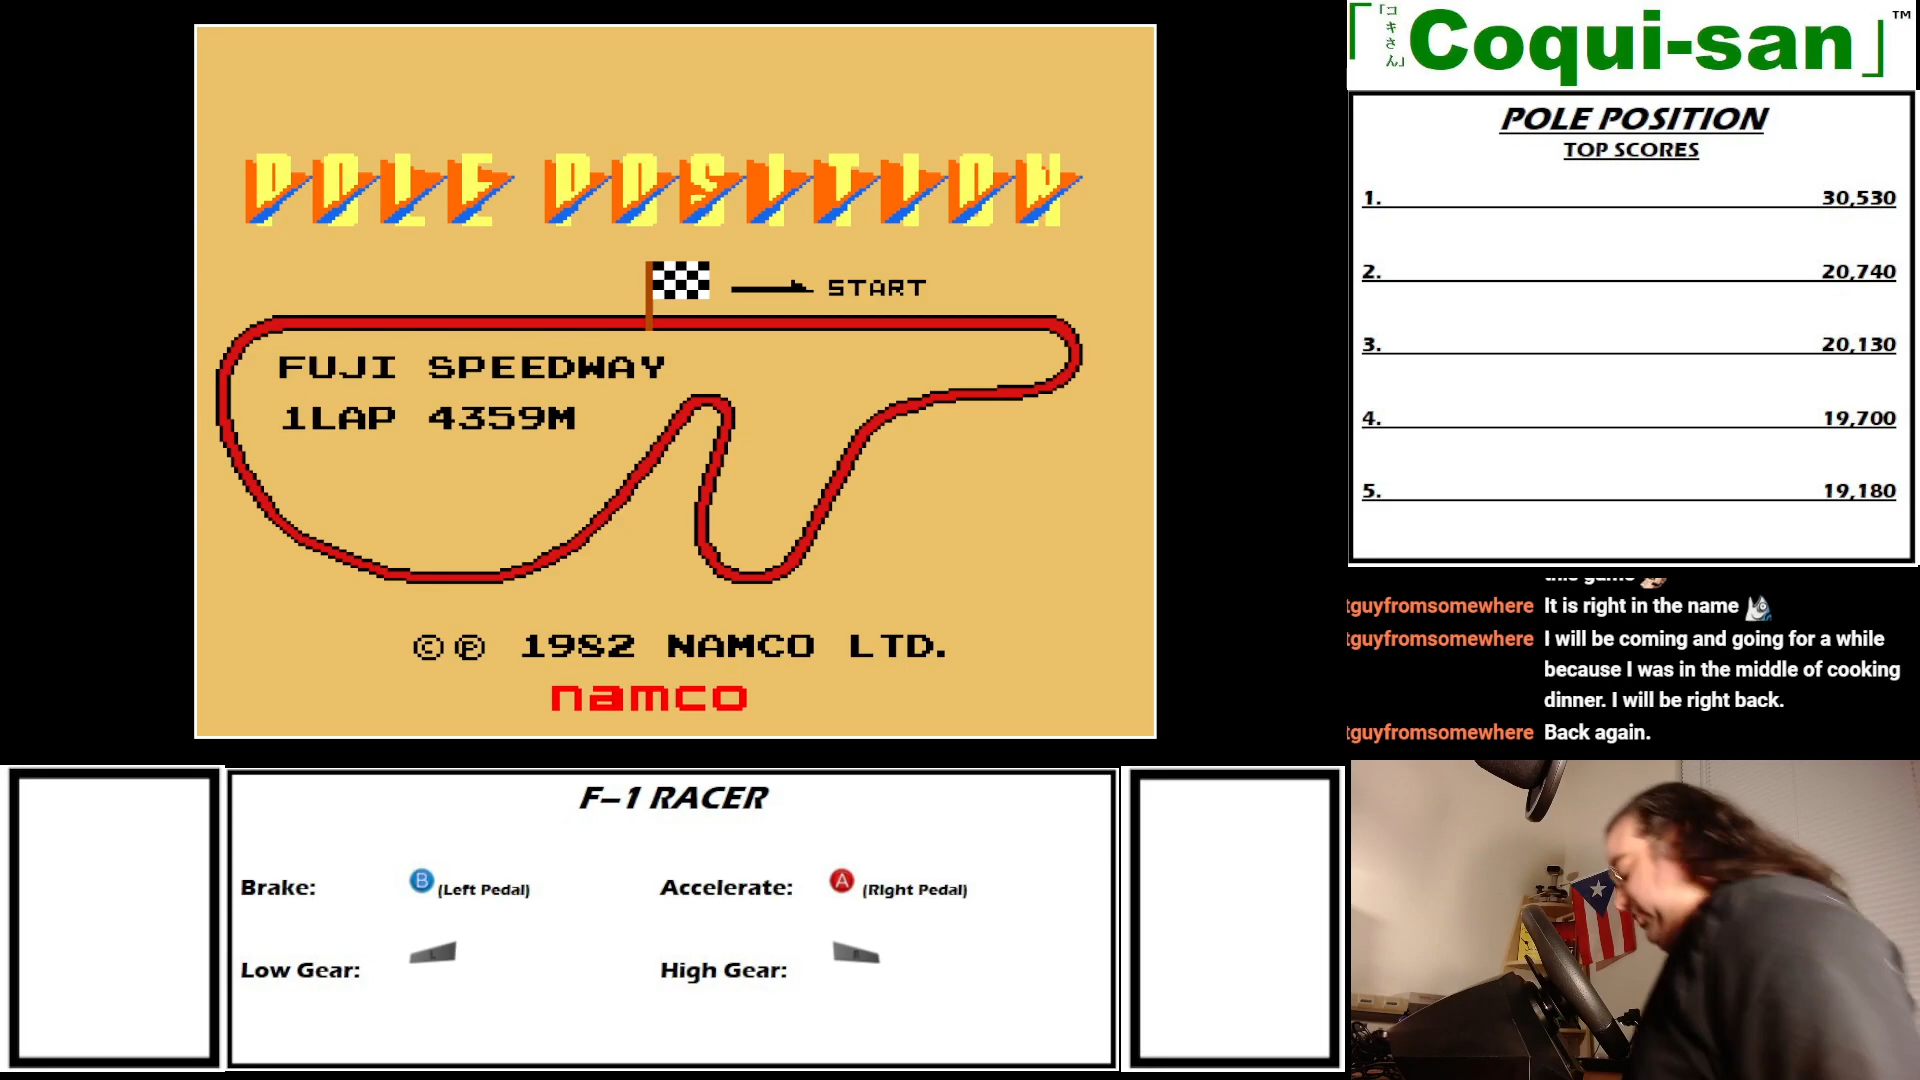 POLE POSITION
START
FUJI SPEEDWAY
1LAP 4359M
©℗ 1982 NAMCO LTD.
namco
「コキさん」
「Coqui-san」™
POLE POSITION
TOP SCORES
1. 30,530
2. 20,740
3. 20,130
4. 19,700
5. 19,180
this game
tguyfromsomewhere It is right in the name
tguyfromsomewhere I will be coming and going for a while
because I was in the middle of cooking
dinner. I will be right back.
tguyfromsomewhere Back again.
F-1 RACER
Brake: B (Left Pedal) Accelerate: A (Right Pedal)
Low Gear: L High Gear: R